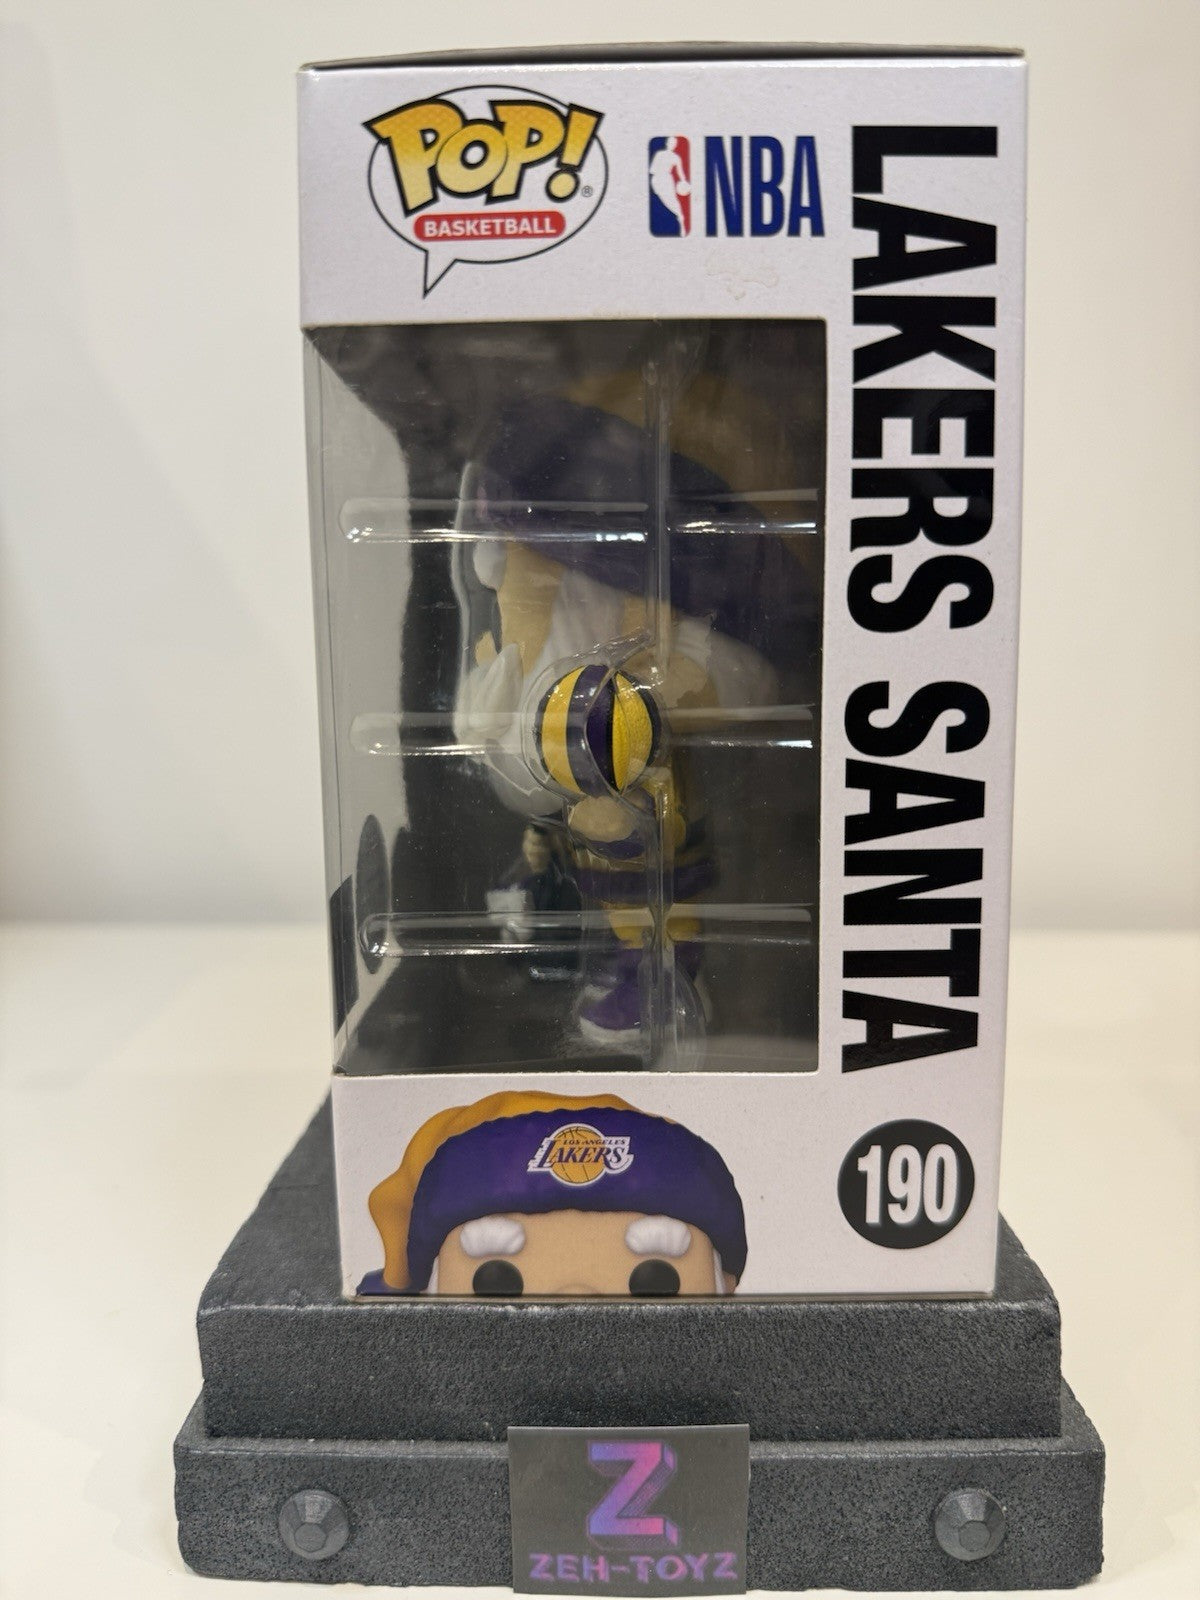 POP!®
BASKETBALL
NBA
LAKERS SANTA
LOS ANGELES
LAKERS
190
Z
ZEH-TOYZ